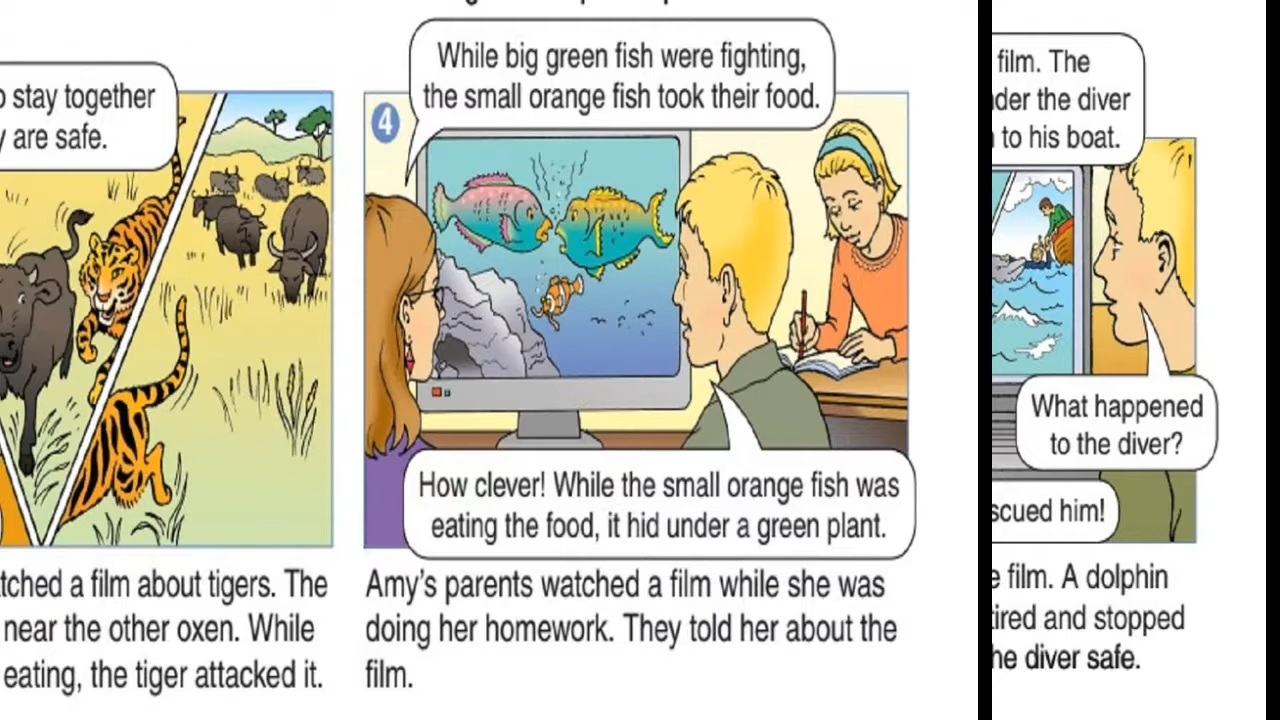 stay together
are safe.
tched a film about tigers. The
near the other oxen. While
eating, the tiger attacked it.
While big green fish were fighting,
the small orange fish took their food.
4
How clever! While the small orange fish was
eating the food, it hid under a green plant.
Amy's parents watched a film while she was
doing her homework. They told her about the
film.
film. The
der the diver
to his boat.
What happened
to the diver?
scued him!
film. A dolphin
ired and stopped
he diver safe.